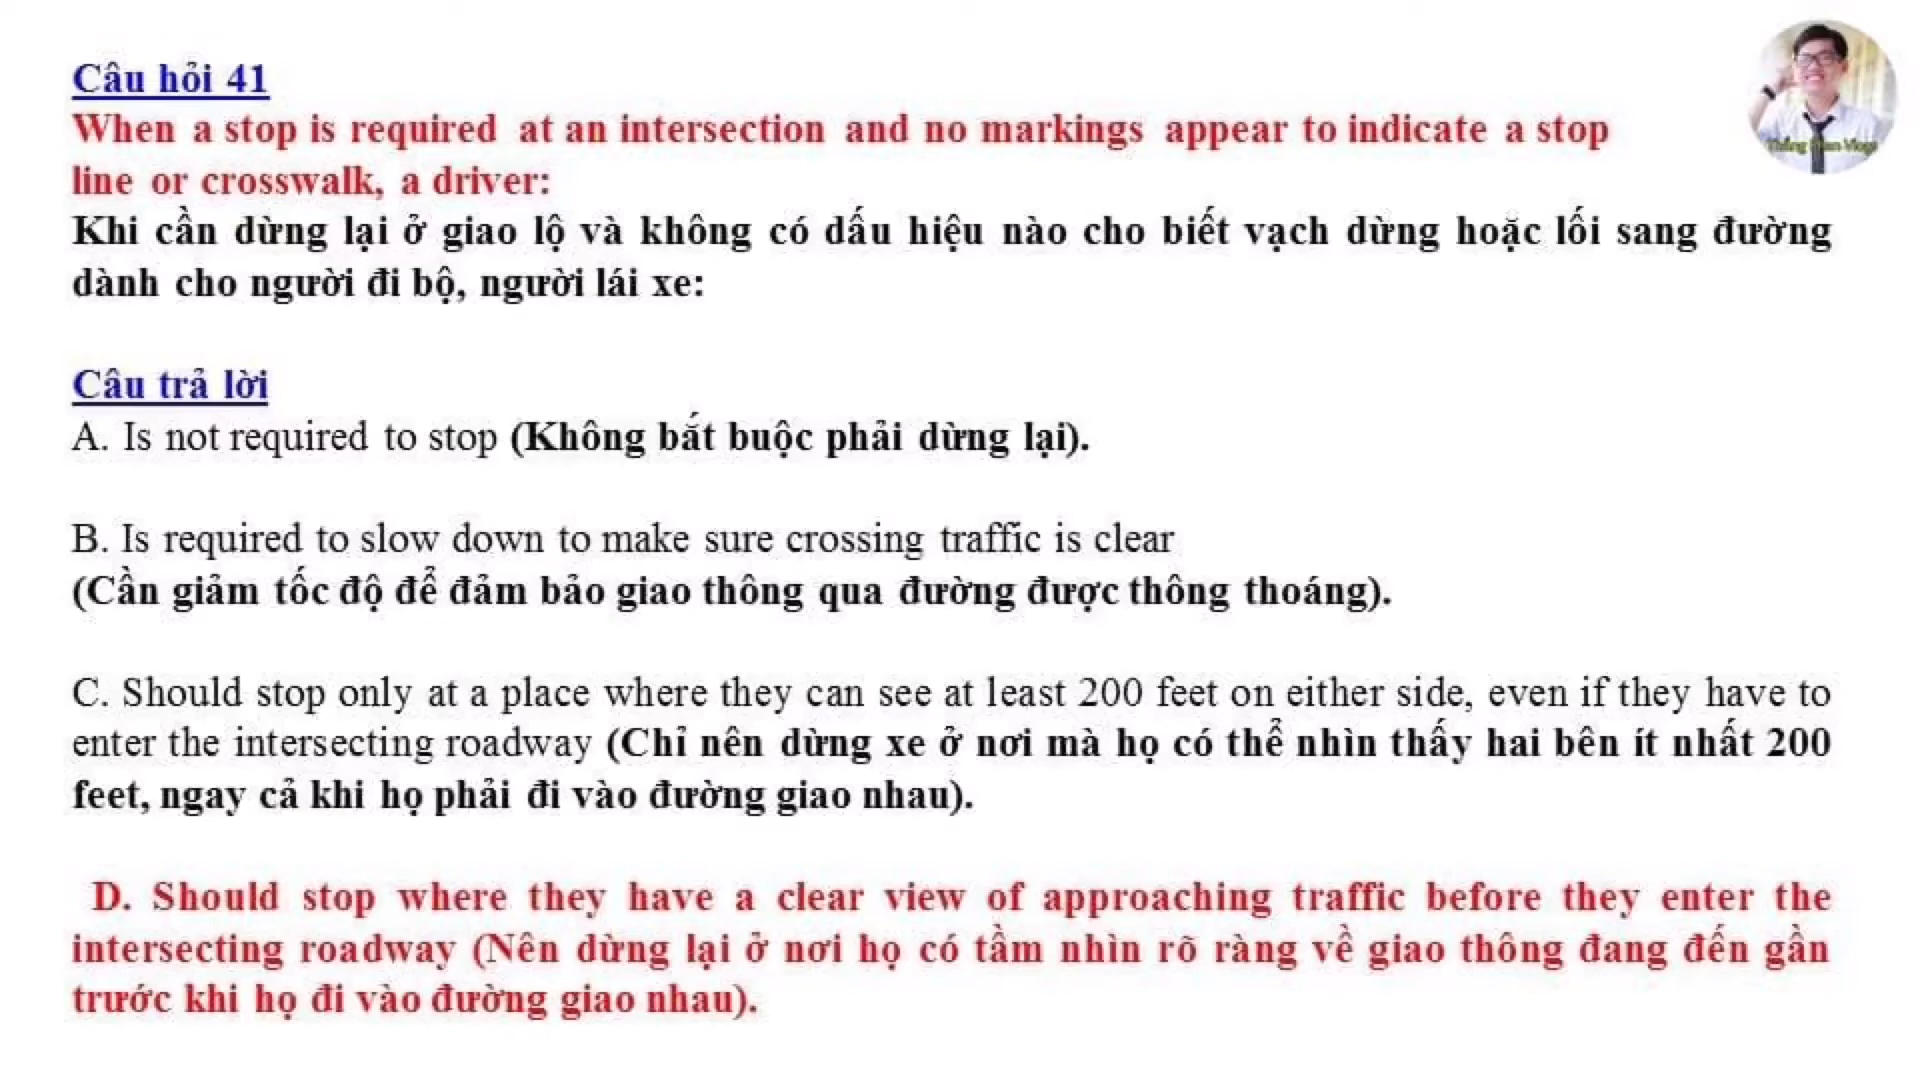 Câu hỏi 41
When a stop is required at an intersection and no markings appear to indicate a stop
line or crosswalk, a driver:
Khi cần dừng lại ở giao lộ và không có dấu hiệu nào cho biết vạch dừng hoặc lối sang đường
dành cho người đi bộ, người lái xe:
Câu trả lời
A. Is not required to stop (Không bắt buộc phải dừng lại).
B. Is required to slow down to make sure crossing traffic is clear
(Cần giảm tốc độ để đảm bảo giao thông qua đường được thông thoáng).
C. Should stop only at a place where they can see at least 200 feet on either side, even if they have to
enter the intersecting roadway (Chỉ nên dừng xe ở nơi mà họ có thể nhìn thấy hai bên ít nhất 200
feet, ngay cả khi họ phải đi vào đường giao nhau).
D. Should stop where they have a clear view of approaching traffic before they enter the
intersecting roadway (Nên dừng lại ở nơi họ có tầm nhìn rõ ràng về giao thông đang đến gần
trước khi họ đi vào đường giao nhau).